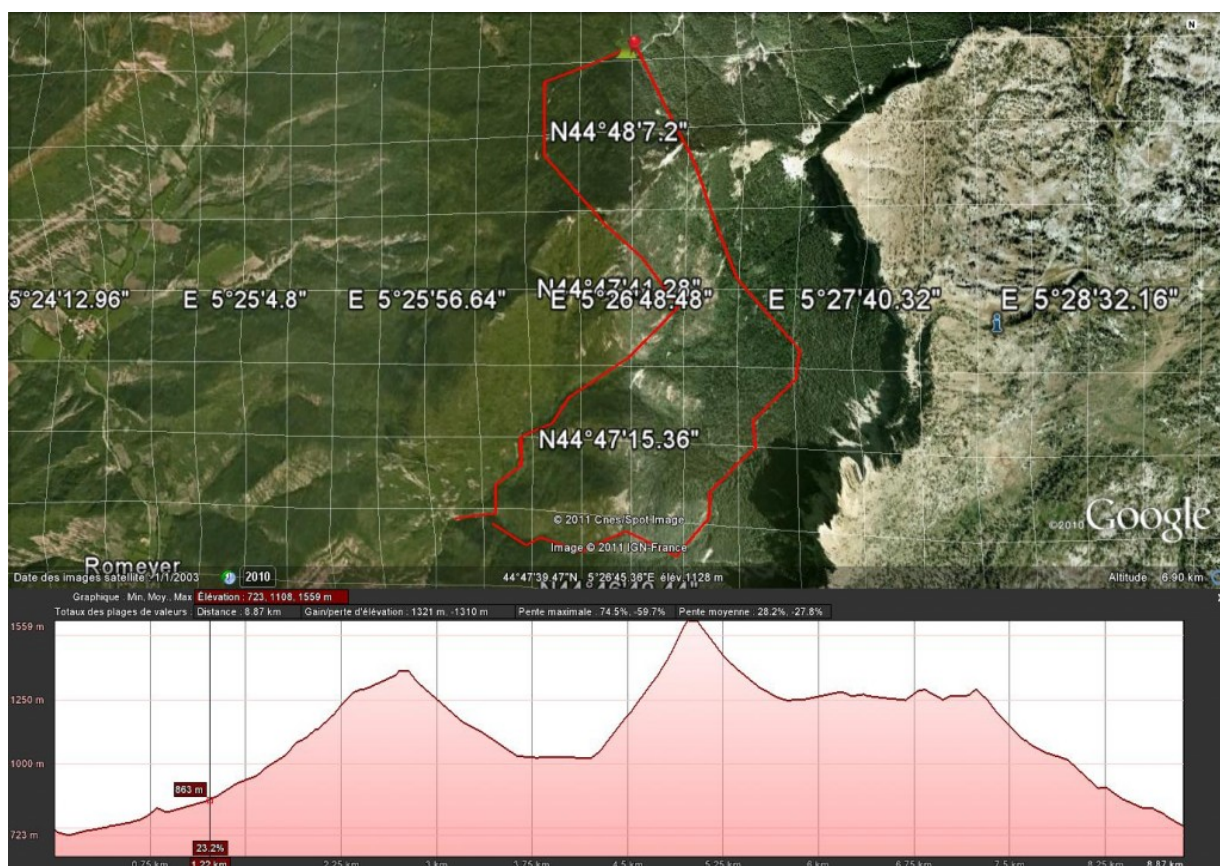 N
N44°48'7.2"
N44°47'41.28"
5°24'12.96" E 5°25'4.8" E 5°25'56.64" E 5°26'48.48" E 5°27'40.32" E 5°28'32.16"
N44°47'15.36"
© 2011 Cnes/Spot Image
©2010 Google
Image © 2011 IGN-France
Romeyer
Date des images satellite : 1/1/2003 2010 44°47'39.47"N 5°26'45.36"E élév. 1128 m Altitude 6.90 km
Graphique : Min, Moy., Max Élévation : 723, 1108, 1559 m
Totaux des plages de valeurs : Distance : 8.87 km Gain/perte d'élévation : 1321 m, -1310 m Pente maximale : 74.5%, -59.7% Pente moyenne : 28.2%, -27.8%
1559 m
1250 m
1000 m
863 m
723 m
23.2%
0.75 km 1.22 km 2.25 km 3 km 3.75 km 4.5 km 5.25 km 6 km 6.75 km 7.5 km 8.25 km 8.87 km